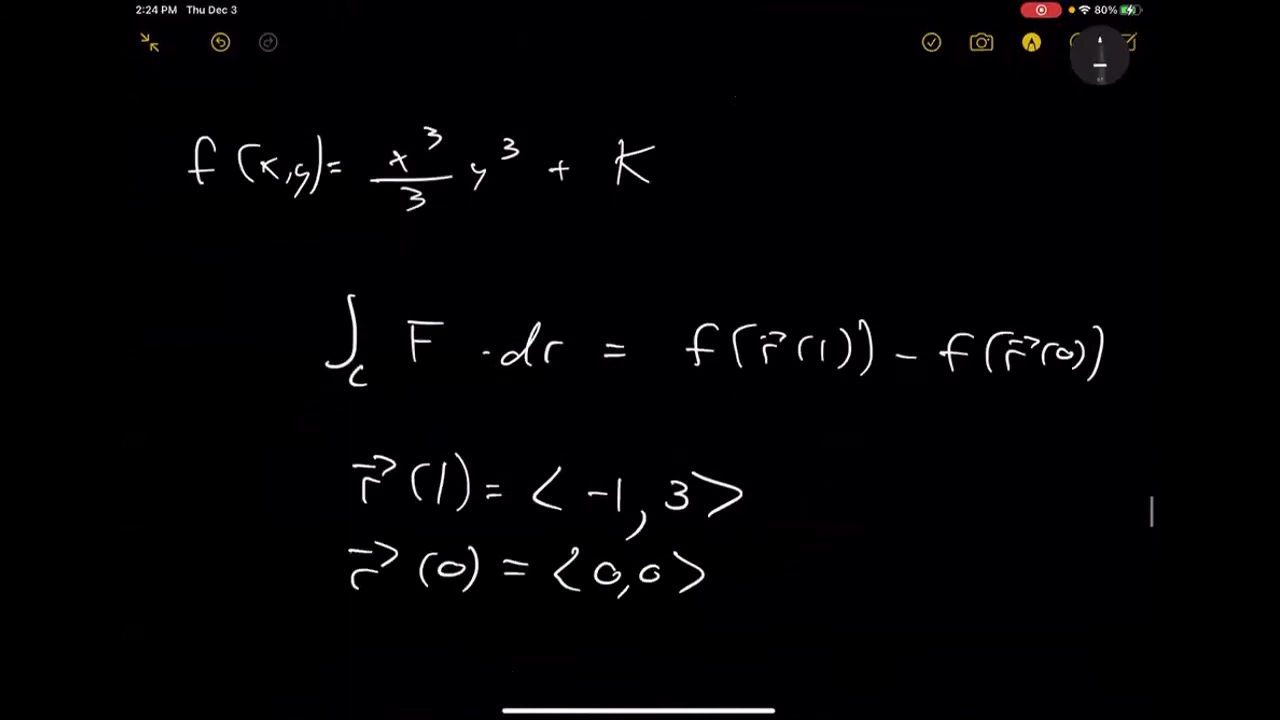 2:24 PM Thu Dec 3
80%
f(x,y)= x³/3 y³ + K
∫_C F · dr = f(r⃗(1)) - f(r⃗(0))
r⃗(1) = < -1, 3>
r⃗(0) = <0,0>